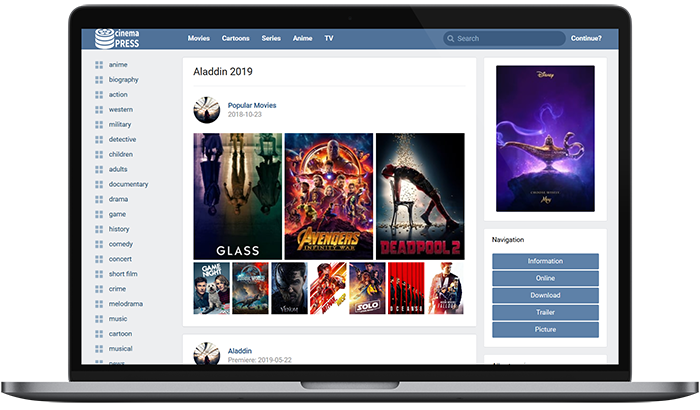 cinema
PRESS
Movies
Cartoons
Series
Anime
TV
Search
Continue?
anime
biography
action
western
military
detective
children
adults
documentary
drama
game
history
comedy
concert
short film
crime
melodrama
music
cartoon
musical
Aladdin 2019
Popular Movies
2018-10-23
GLASS
AVENGERS
INFINITY WAR
DEADPOOL 2
GAME
NIGHT
VENOM
SOLO
OCEANS
FALLOUT
Aladdin
Premiere: 2019-05-22
Disney
May
Navigation
Information
Online
Download
Trailer
Picture